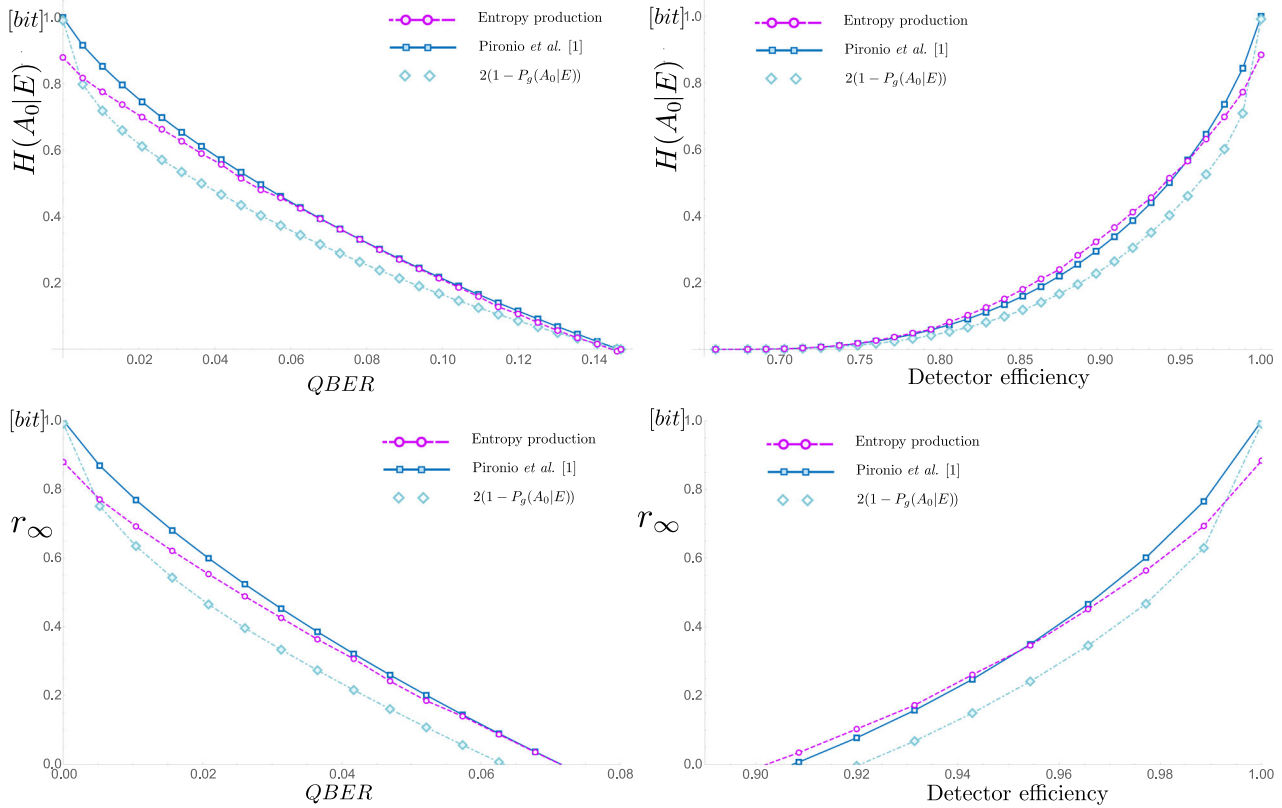 [bit]
H(A₀|E)
1.0
0.8
0.6
0.4
0.2
0.02
0.04
0.06
0.08
0.10
0.12
0.14
QBER
Entropy production
Pironio et al. [1]
2(1 − P_g(A₀|E))
[bit]
H(A₀|E)
1.0
0.8
0.6
0.4
0.2
0.70
0.75
0.80
0.85
0.90
0.95
1.00
Detector efficiency
Entropy production
Pironio et al. [1]
2(1 − P_g(A₀|E))
[bit]
r_∞
1.0
0.8
0.6
0.4
0.2
0.0
0.00
0.02
0.04
0.06
0.08
QBER
Entropy production
Pironio et al. [1]
2(1 − P_g(A₀|E))
[bit]
r_∞
1.0
0.8
0.6
0.4
0.2
0.0
0.90
0.92
0.94
0.96
0.98
1.00
Detector efficiency
Entropy production
Pironio et al. [1]
2(1 − P_g(A₀|E))